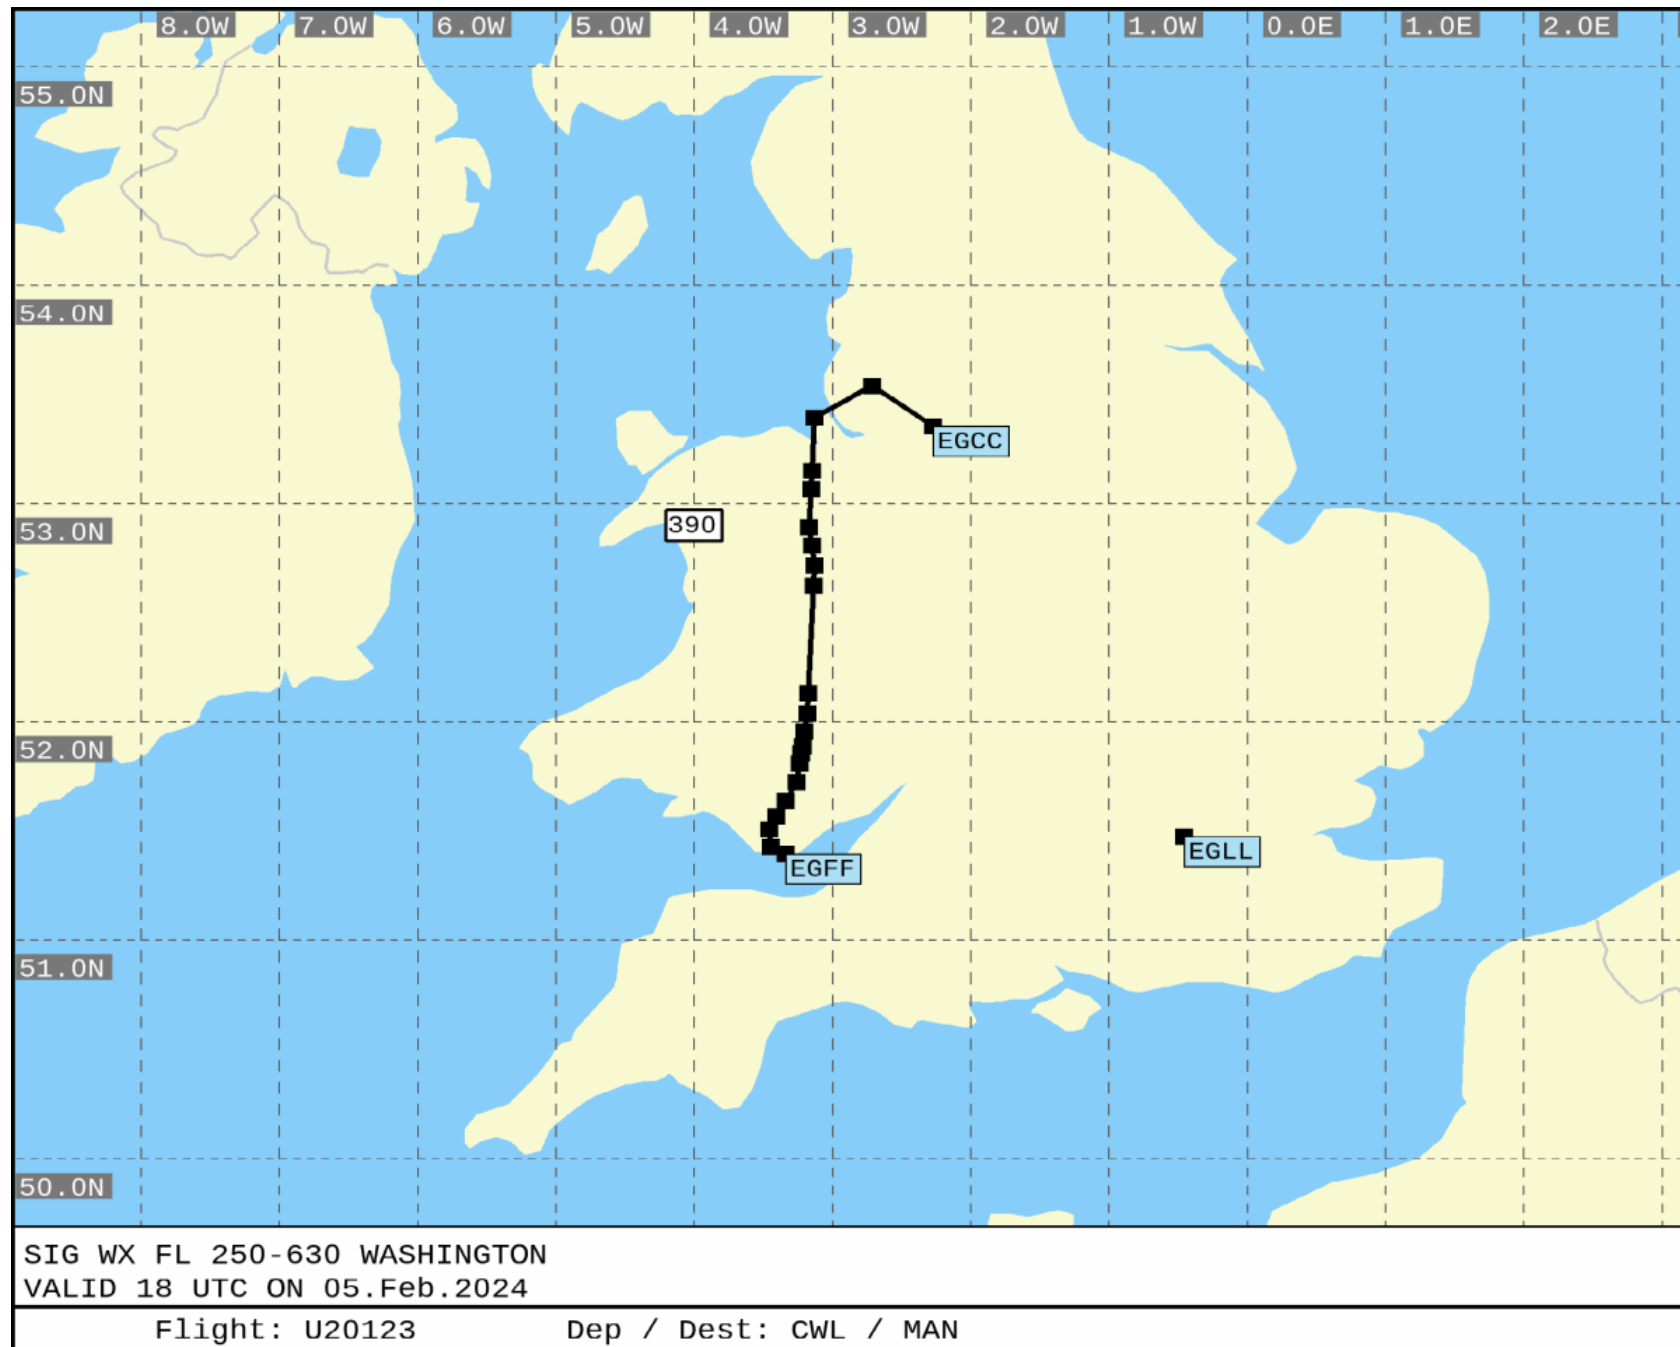 8.0W 7.0W 6.0W 5.0W 4.0W 3.0W 2.0W 1.0W 0.0E 1.0E 2.0E
55.0N
54.0N
EGCC
53.0N
390
52.0N
EGLL
EGFF
51.0N
50.0N
SIG WX FL 250-630 WASHINGTON
VALID 18 UTC ON 05.Feb.2024
Flight: U20123 Dep / Dest: CWL / MAN